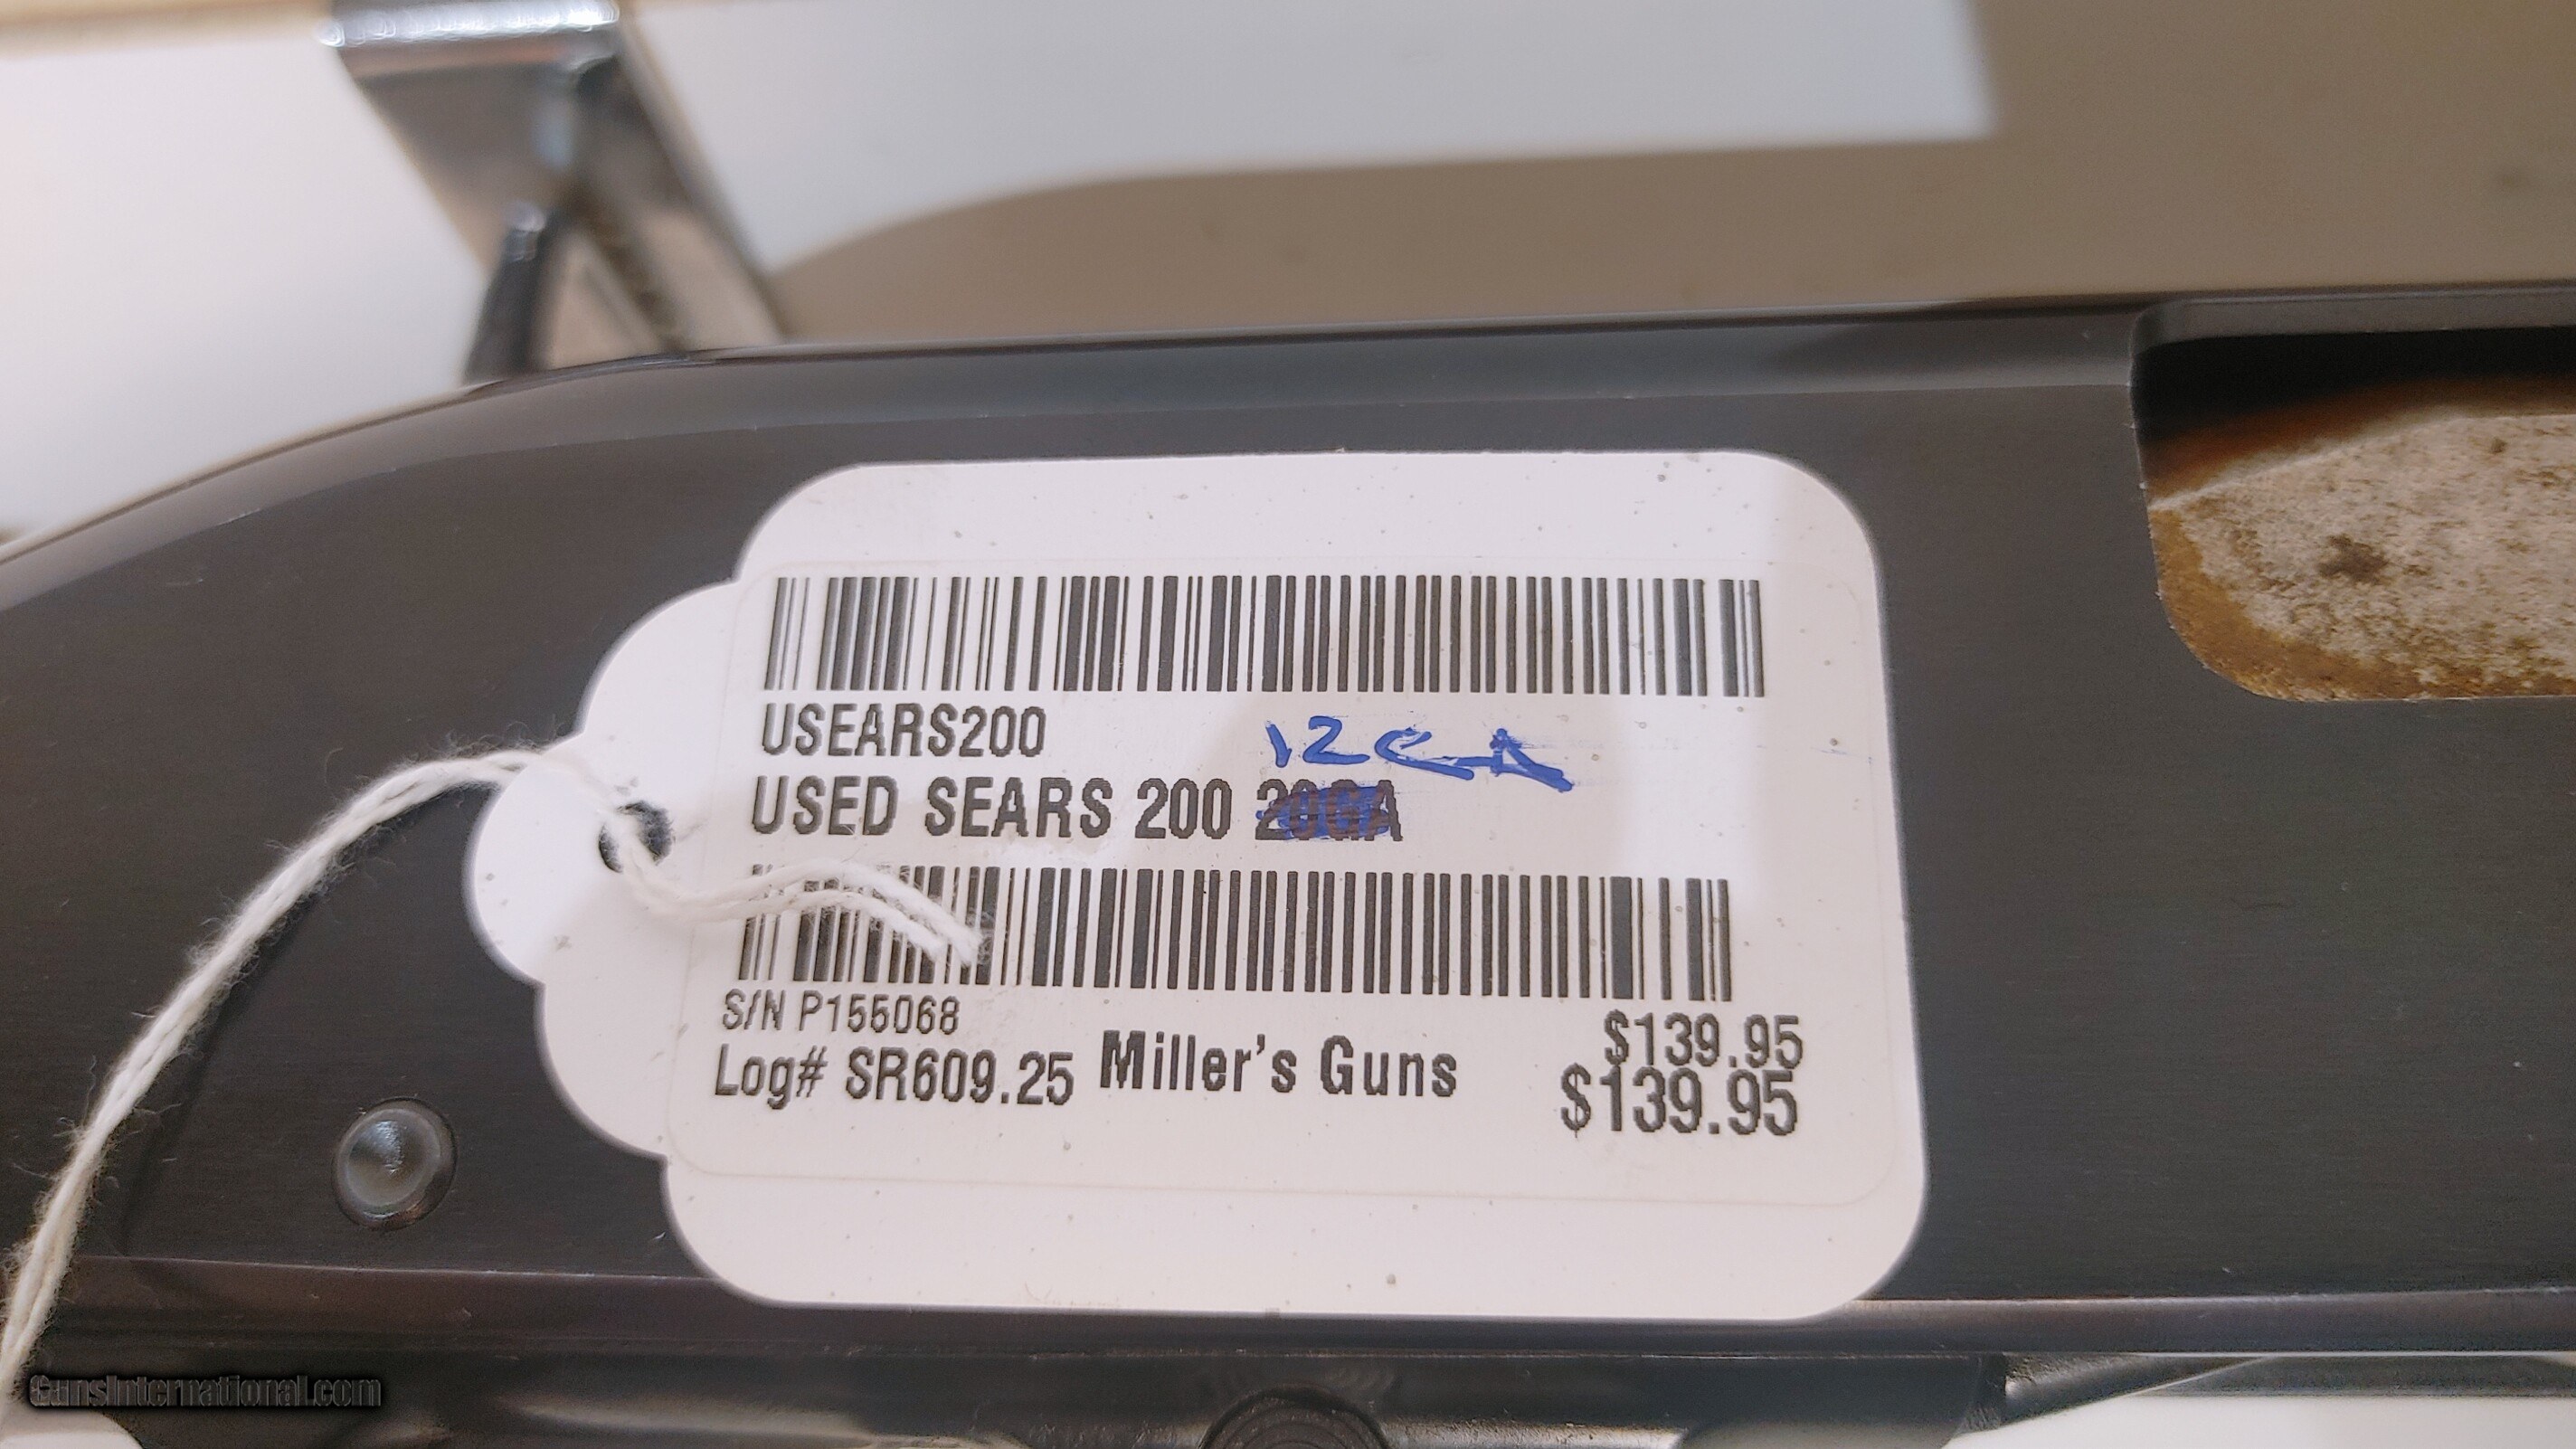 USEARS200
12GA
USED SEARS 200 20GA
S/N P155068
$139.95
Log# SR609.25 Miller's Guns
$139.95
GunsInternational.com